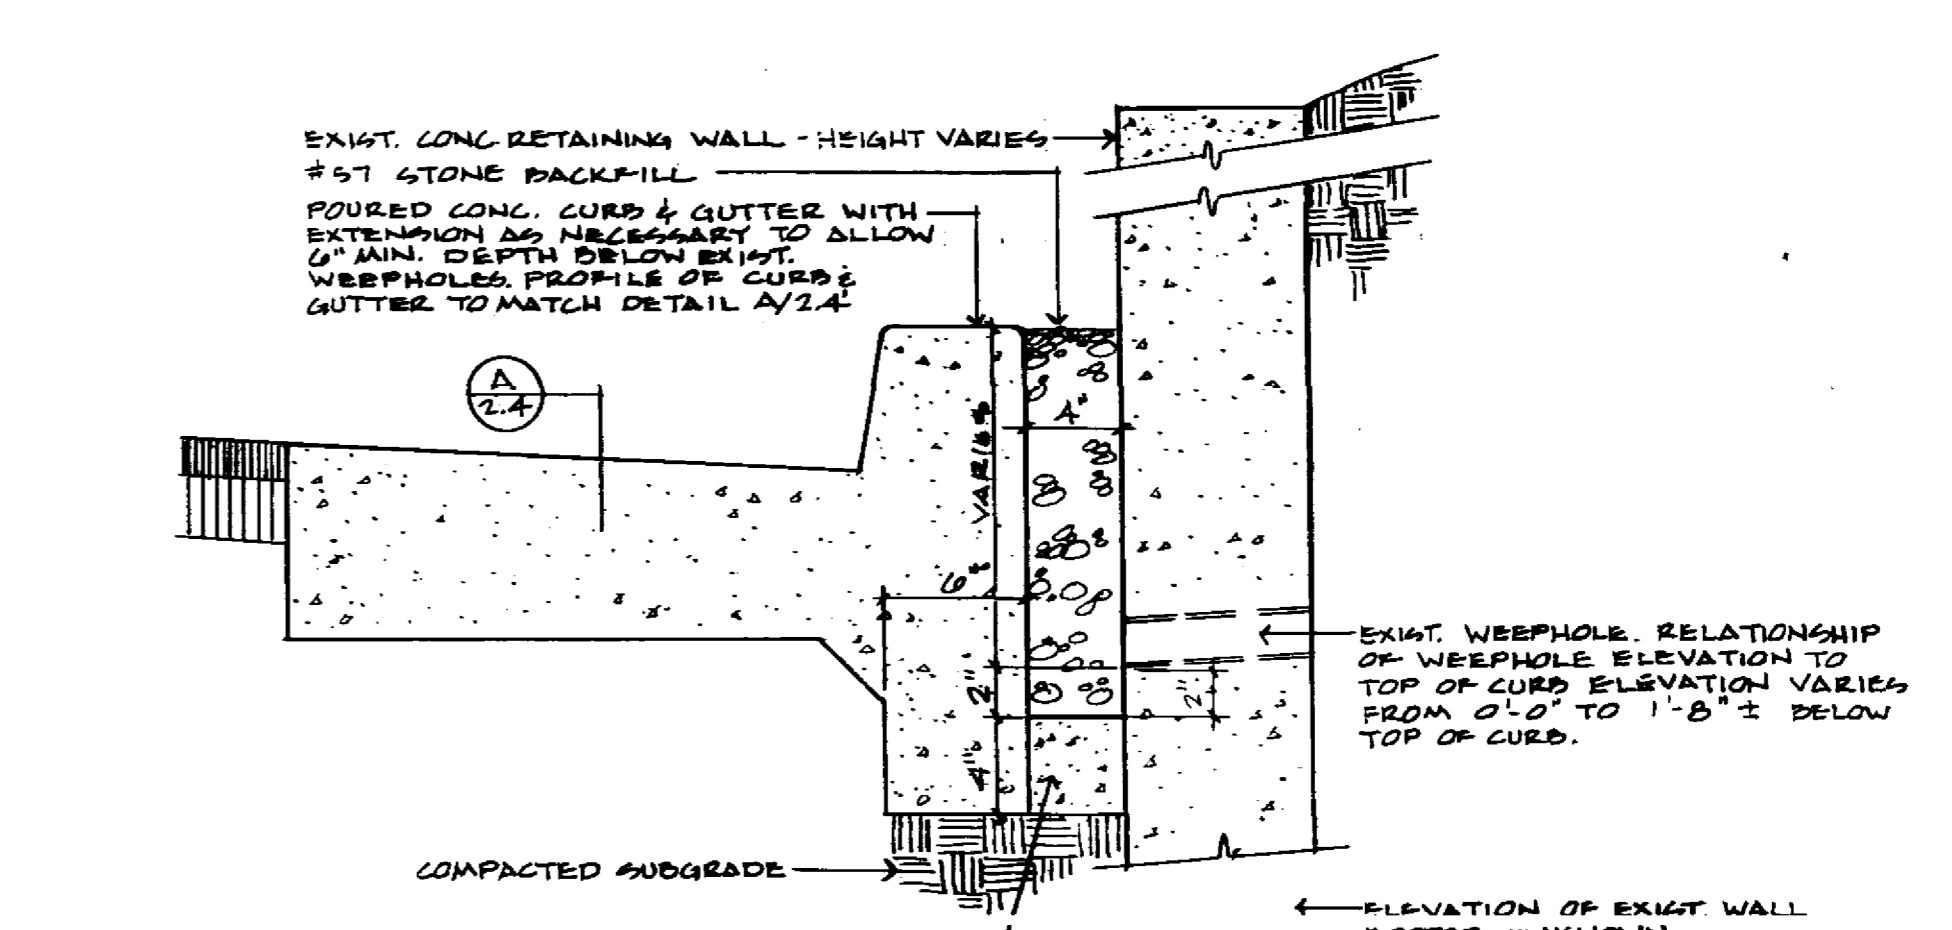 EXIST. CONC. RETAINING WALL - HEIGHT VARIES
#57 STONE BACKFILL
POURED CONC. CURB & GUTTER WITH
EXTENSION AS NECESSARY TO ALLOW
6" MIN. DEPTH BELOW EXIST.
WEEPHOLES. PROFILE OF CURB &
GUTTER TO MATCH DETAIL A/2.4
A
2.4
VARIES
4"
6"±
2"
4"
2"
EXIST. WEEPHOLE. RELATIONSHIP
OF WEEPHOLE ELEVATION TO
TOP OF CURB ELEVATION VARIES
FROM 0'-0" TO 1'-8" ± BELOW
TOP OF CURB.
COMPACTED SUBGRADE
ELEVATION OF EXIST. WALL